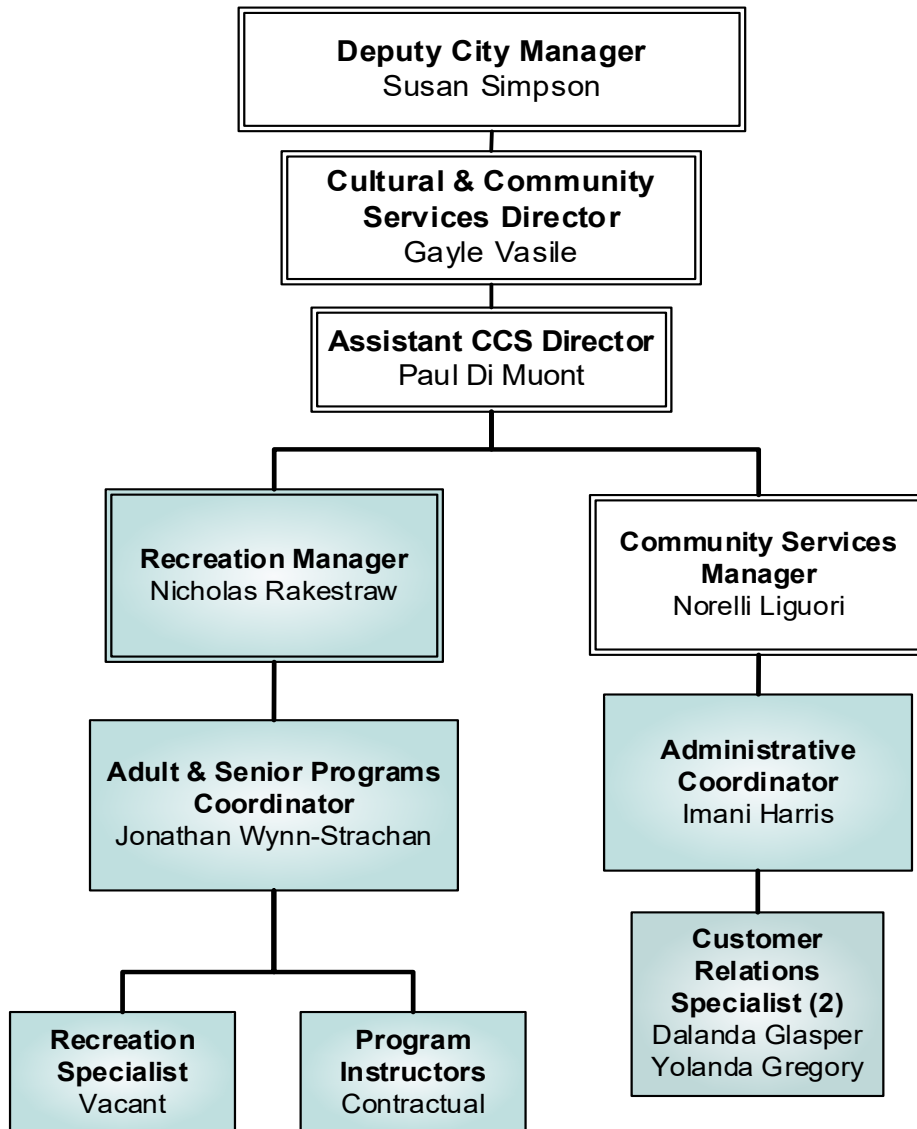 Deputy City Manager
Susan Simpson
Cultural & Community
Services Director
Gayle Vasile
Assistant CCS Director
Paul Di Muont
Recreation Manager
Nicholas Rakestraw
Community Services
Manager
Norelli Liguori
Adult & Senior Programs
Coordinator
Jonathan Wynn-Strachan
Administrative
Coordinator
Imani Harris
Recreation
Specialist
Vacant
Program
Instructors
Contractual
Customer
Relations
Specialist (2)
Dalanda Glasper
Yolanda Gregory